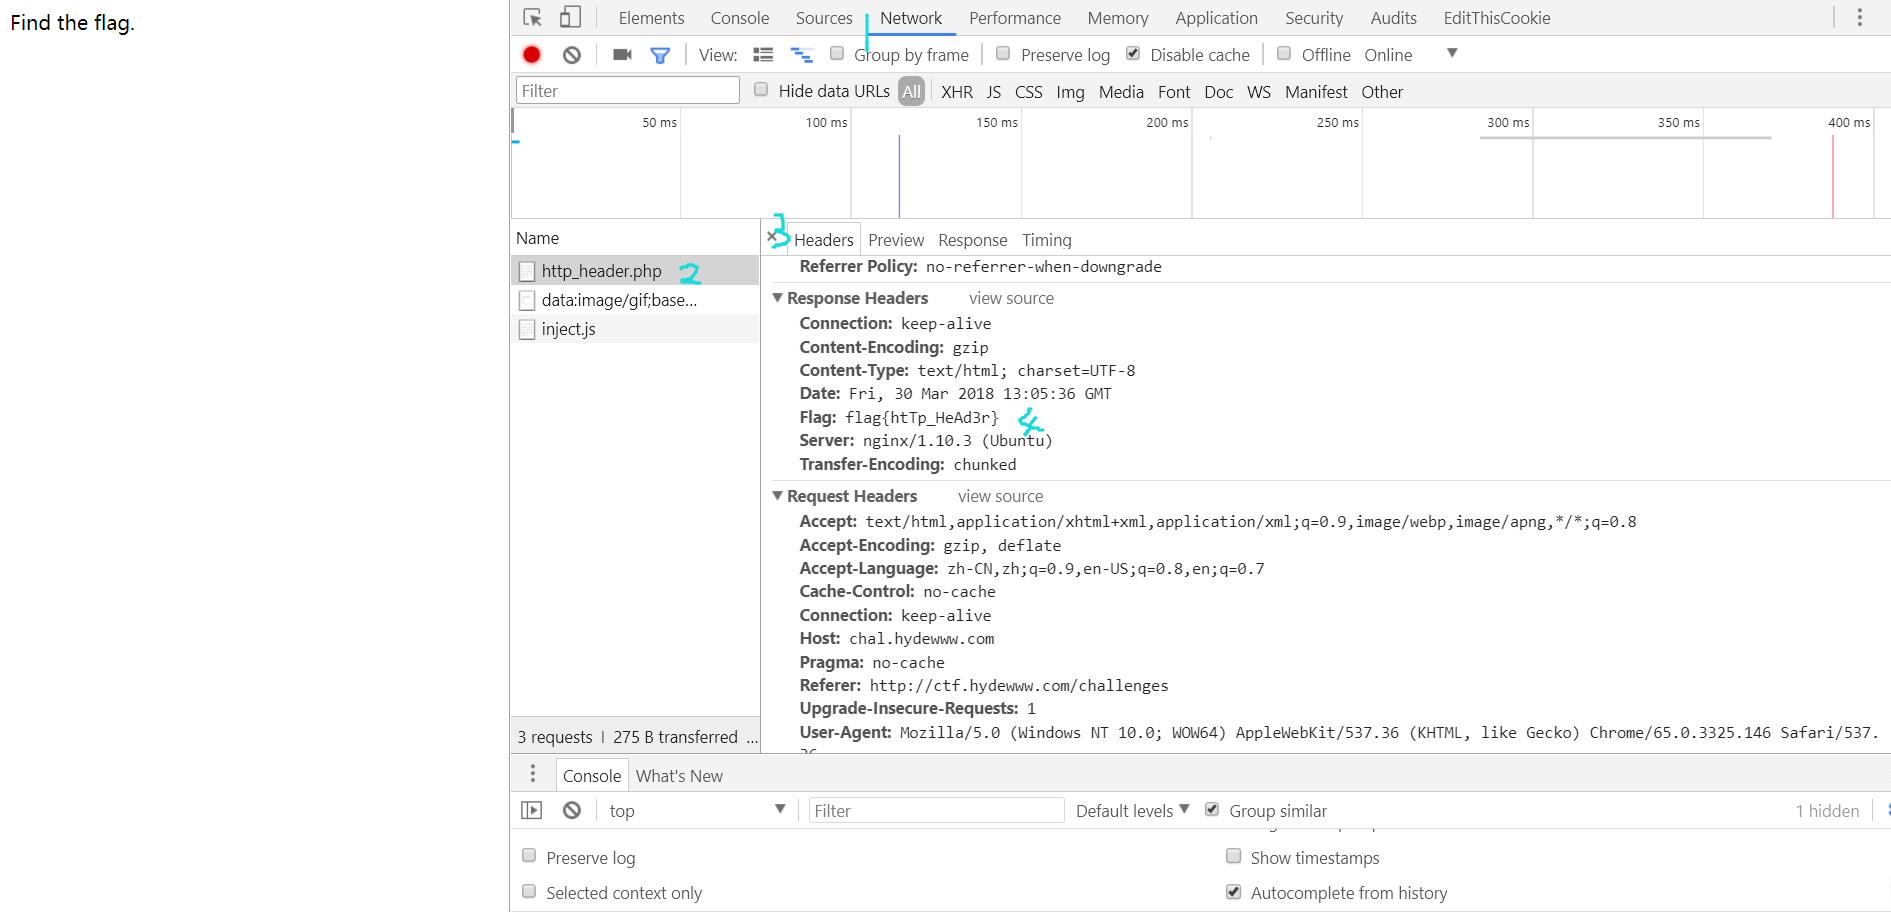 Find the flag.
Elements Console Sources Network Performance Memory Application Security Audits EditThisCookie
1
View: Group by frame Preserve log Disable cache Offline Online
Filter Hide data URLs All XHR JS CSS Img Media Font Doc WS Manifest Other
50 ms 100 ms 150 ms 200 ms 250 ms 300 ms 350 ms 400 ms
Name
http_header.php 2
data:image/gif;base...
inject.js
3 requests | 275 B transferred ...
3 Headers Preview Response Timing
Referrer Policy: no-referrer-when-downgrade
Response Headers view source
Connection: keep-alive
Content-Encoding: gzip
Content-Type: text/html; charset=UTF-8
Date: Fri, 30 Mar 2018 13:05:36 GMT
Flag: flag{htTp_HeAd3r} 4
Server: nginx/1.10.3 (Ubuntu)
Transfer-Encoding: chunked
Request Headers view source
Accept: text/html,application/xhtml+xml,application/xml;q=0.9,image/webp,image/apng,*/*;q=0.8
Accept-Encoding: gzip, deflate
Accept-Language: zh-CN,zh;q=0.9,en-US;q=0.8,en;q=0.7
Cache-Control: no-cache
Connection: keep-alive
Host: chal.hydewww.com
Pragma: no-cache
Referer: http://ctf.hydewww.com/challenges
Upgrade-Insecure-Requests: 1
User-Agent: Mozilla/5.0 (Windows NT 10.0; WOW64) AppleWebKit/537.36 (KHTML, like Gecko) Chrome/65.0.3325.146 Safari/537.
Console What's New
top Filter Default levels Group similar 1 hidden
Preserve log Show timestamps
Selected context only Autocomplete from history